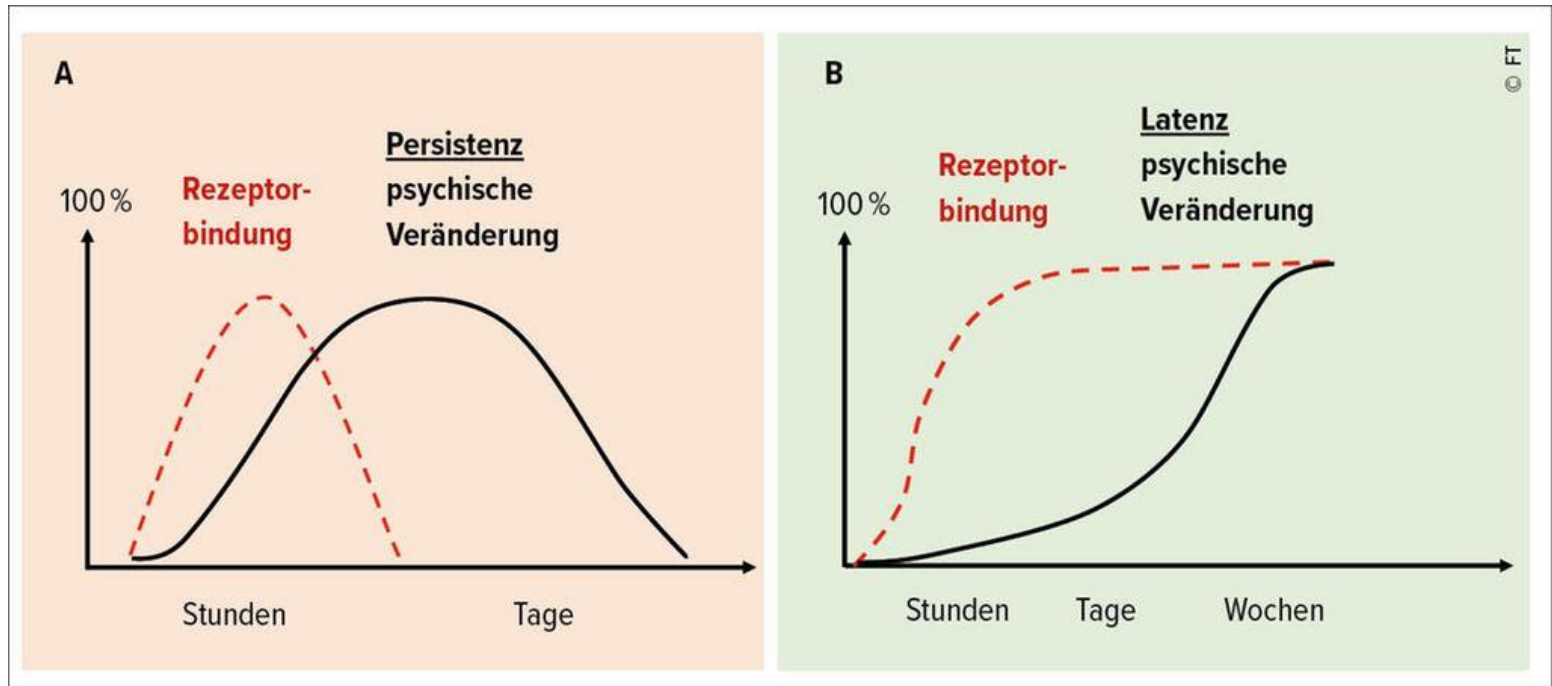 A
Persistenz
psychische
Veränderung
Rezeptor-
bindung
100 %
Stunden
Tage
B
© FT
Latenz
psychische
Veränderung
Rezeptor-
bindung
100 %
Stunden
Tage
Wochen